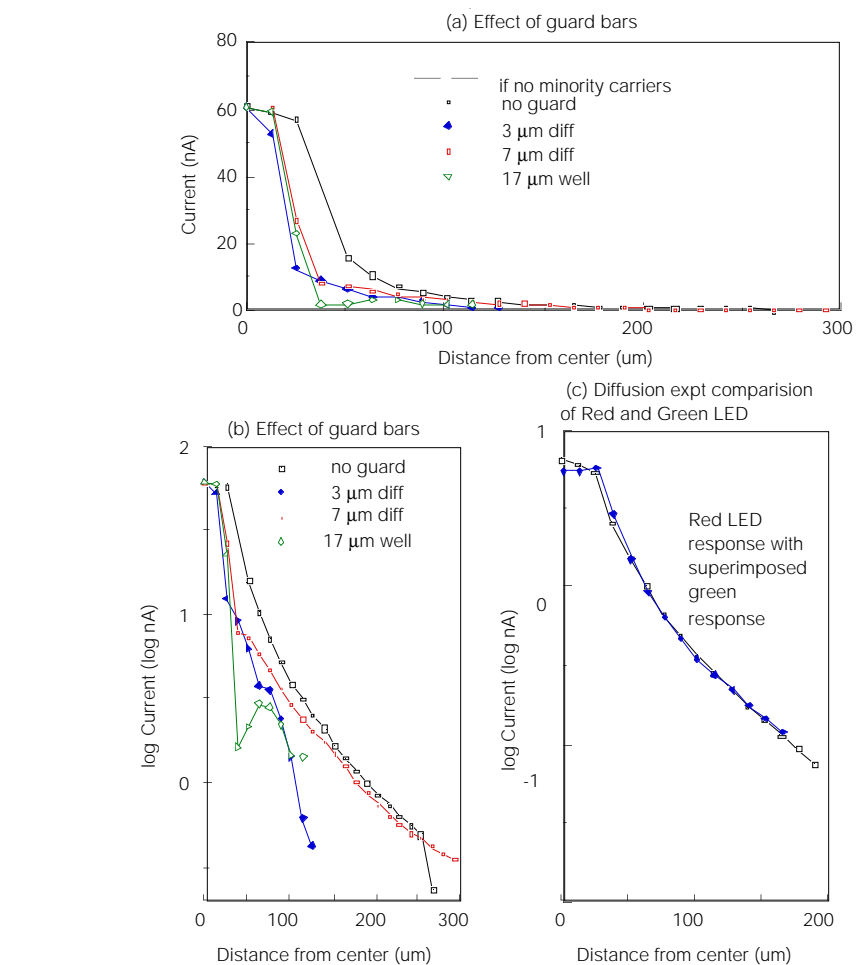 (a) Effect of guard bars
80
60
40
20
0
Current (nA)
if no minority carriers
no guard
3 μm diff
7 μm diff
17 μm well
0
100
200
300
Distance from center (um)
(b) Effect of guard bars
2
1
0
log Current (log nA)
no guard
3 μm diff
7 μm diff
17 μm well
0
100
200
300
Distance from center (um)
(c) Diffusion expt comparision
of Red and Green LED
1
0
-1
log Current (log nA)
Red LED
response with
superimposed
green
response
0
100
200
Distance from center (um)